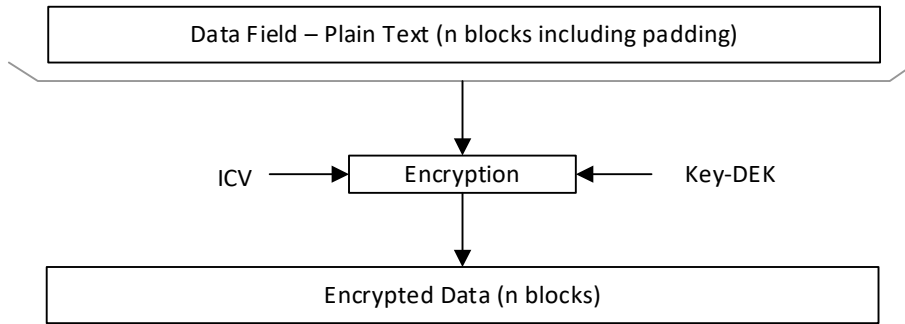 Data Field – Plain Text (n blocks including padding)
ICV
Encryption
Key-DEK
Encrypted Data (n blocks)